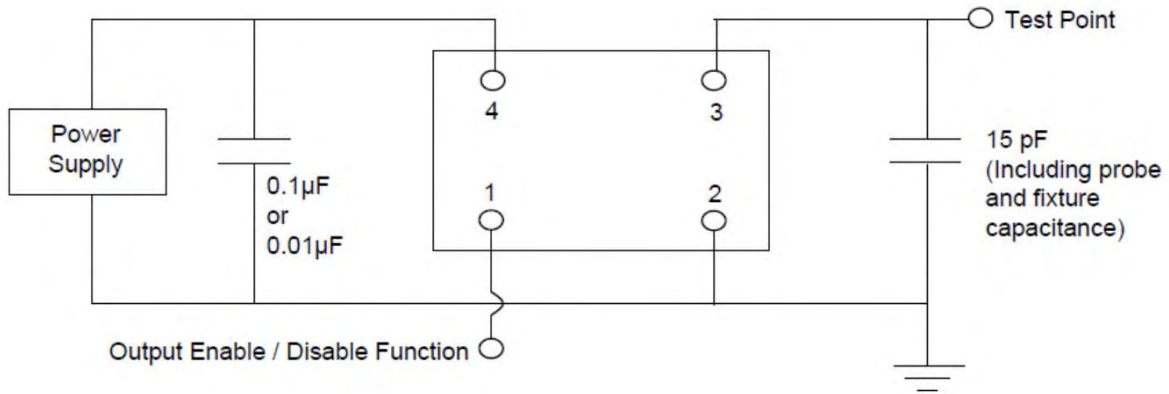 Test Point
4
3
Power
Supply
15 pF
(Including probe
and fixture
capacitance)
0.1µF
or
0.01µF
1
2
Output Enable / Disable Function